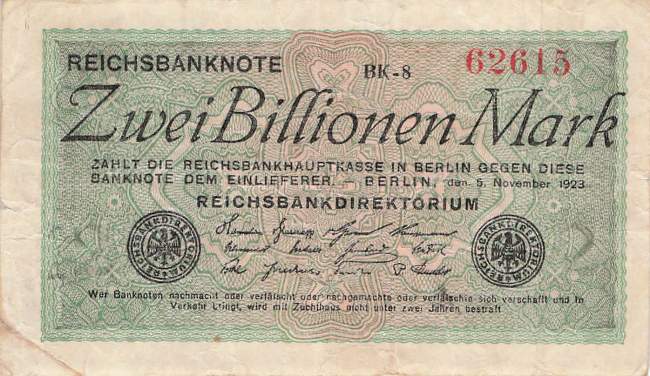 REICHSBANKNOTE BK-8 62615
Zwei Billionen Mark
ZAHLT DIE REICHSBANKHAUPTKASSE IN BERLIN GEGEN DIESE
BANKNOTE DEM EINLIEFERER. – BERLIN, den 5. November 1923
REICHSBANKDIREKTORIUM
REICHSBANKDIREKTORIUM REICHSBANKDIREKTORIUM
Wer Banknoten nachmacht oder verfälscht oder nachgemachte oder verfälschte sich verschafft und in
Verkehr bringt, wird mit Zuchthaus nicht unter zwei Jahren bestraft